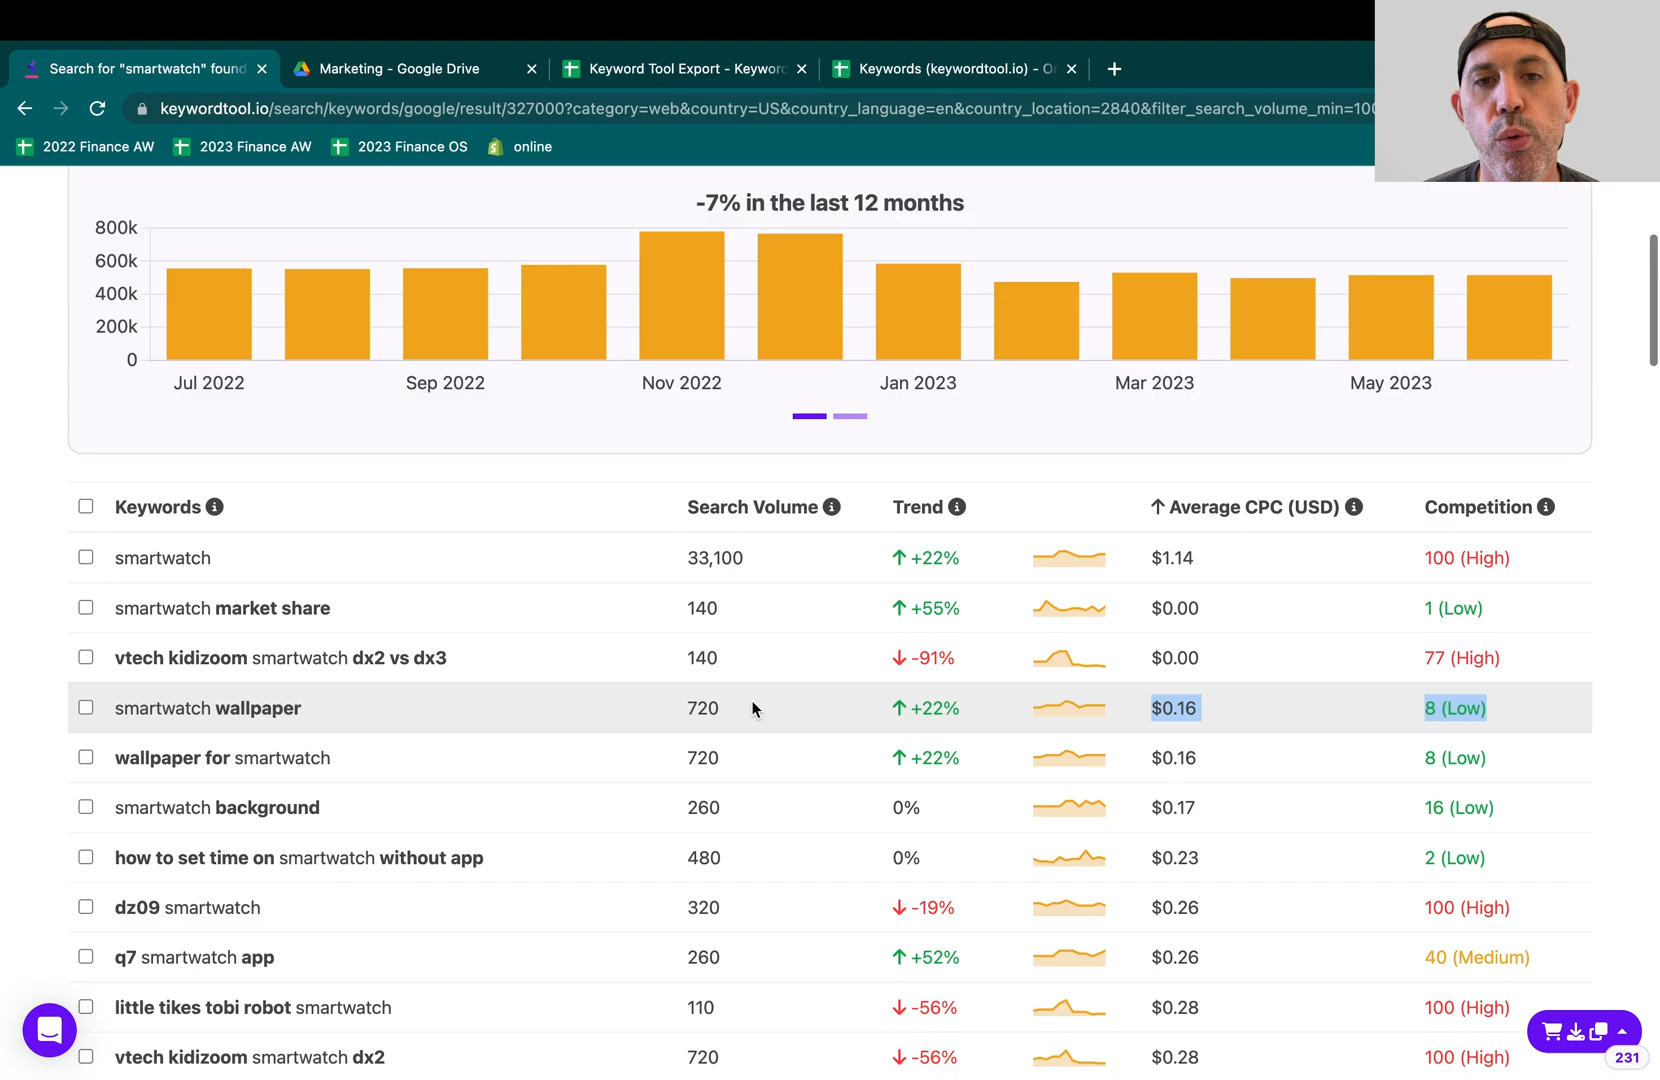 Search for "smartwatch" found
Marketing - Google Drive
Keyword Tool Export - Keywor
Keywords (keywordtool.io) - Or
keywordtool.io/search/keywords/google/result/327000?category=web&country=US&country_language=en&country_location=2840&filter_search_volume_min=100
2022 Finance AW 2023 Finance AW 2023 Finance OS online
-7% in the last 12 months
800k
600k
400k
200k
0
Jul 2022 Sep 2022 Nov 2022 Jan 2023 Mar 2023 May 2023
Keywords Search Volume Trend Average CPC (USD) Competition
smartwatch 33,100 +22% $1.14 100 (High)
smartwatch market share 140 +55% $0.00 1 (Low)
vtech kidizoom smartwatch dx2 vs dx3 140 -91% $0.00 77 (High)
smartwatch wallpaper 720 +22% $0.16 8 (Low)
wallpaper for smartwatch 720 +22% $0.16 8 (Low)
smartwatch background 260 0% $0.17 16 (Low)
how to set time on smartwatch without app 480 0% $0.23 2 (Low)
dz09 smartwatch 320 -19% $0.26 100 (High)
q7 smartwatch app 260 +52% $0.26 40 (Medium)
little tikes tobi robot smartwatch 110 -56% $0.28 100 (High)
vtech kidizoom smartwatch dx2 720 -56% $0.28 100 (High)
231